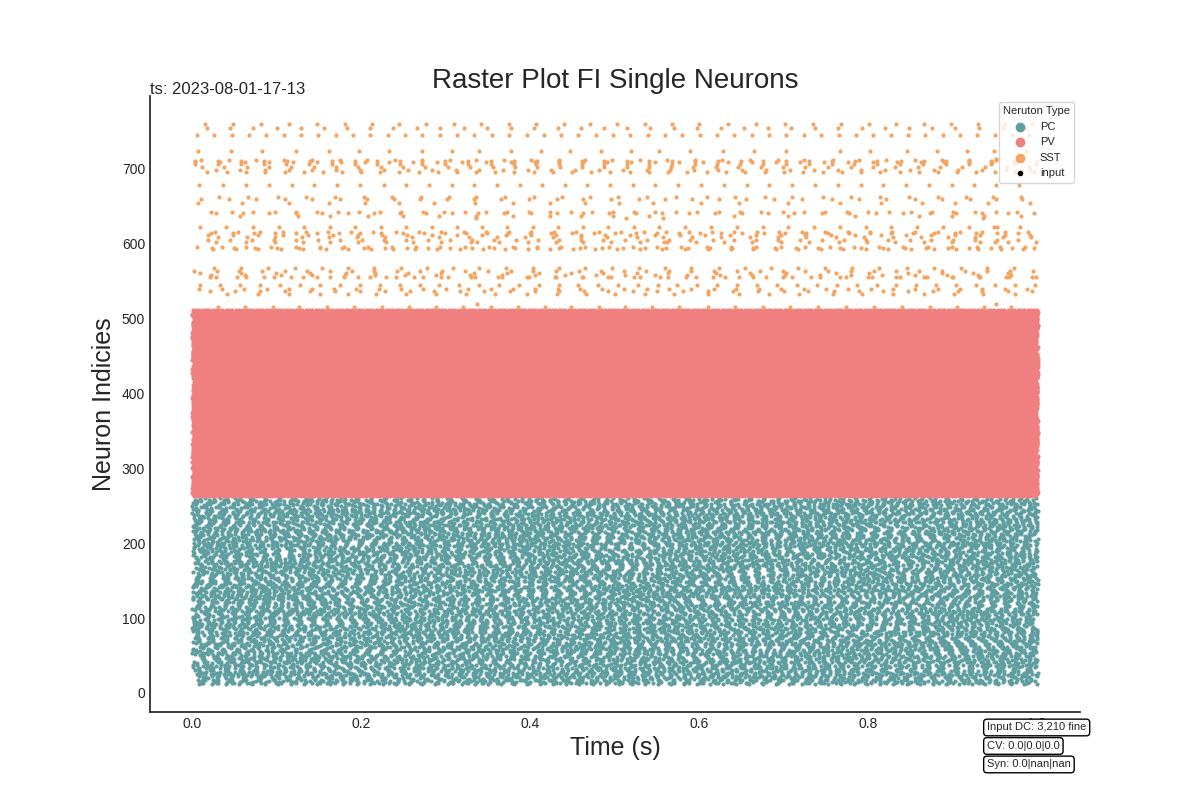 Raster Plot FI Single Neurons
ts: 2023-08-01-17-13
Neruton Type
PC
PV
SST
input
700
600
500
400
300
200
100
0
Neuron Indicies
0.0 0.2 0.4 0.6 0.8
Time (s)
Input DC: 3,210 fine
CV: 0.0|0.0|0.0
Syn: 0.0|nan|nan